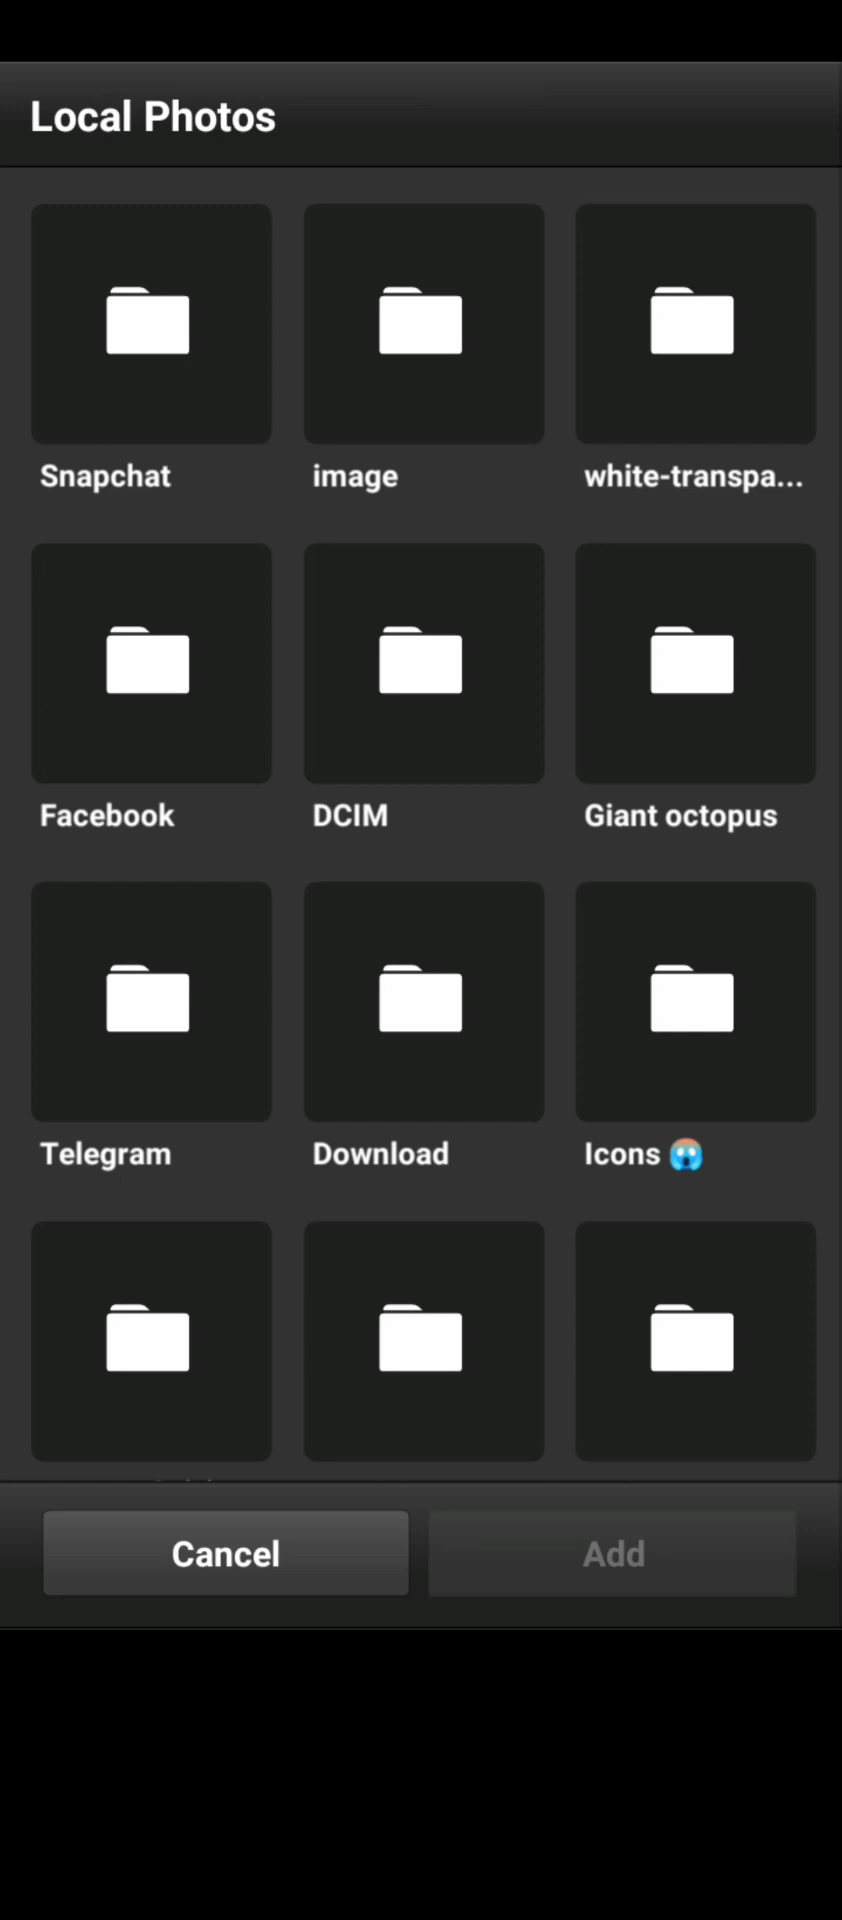 Local Photos
Snapchat
image
white-transpa...
Facebook
DCIM
Giant octopus
Telegram
Download
Icons 😱
Cancel
Add